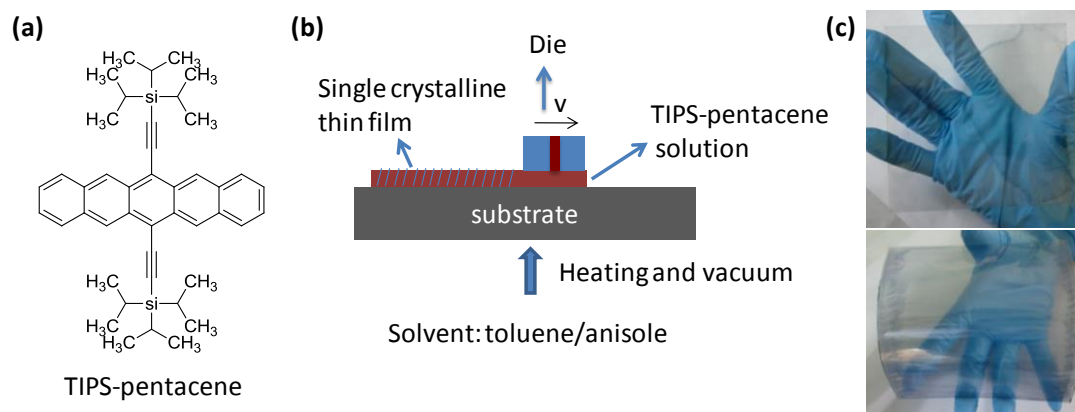 (a)
H₃C
CH₃
CH₃
H₃C
CH₃
H₃C
Si
CH₃
Si
H₃C
CH₃
H₃C
CH₃
H₃C
CH₃
TIPS-pentacene
(b)
Die
Single crystalline
thin film
v
TIPS-pentacene
solution
substrate
Heating and vacuum
Solvent: toluene/anisole
(c)